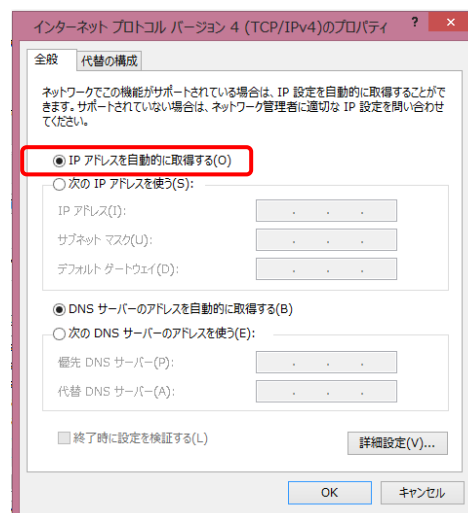 インターネット プロトコル バージョン 4 (TCP/IPv4)のプロパティ ?
全般 代替の構成
ネットワークでこの機能がサポートされている場合は、IP 設定を自動的に取得することがで
きます。サポートされていない場合は、ネットワーク管理者に適切な IP 設定を問い合わせ
てください。
IP アドレスを自動的に取得する(O)
次の IP アドレスを使う(S):
IP アドレス(I):
サブネット マスク(U):
デフォルト ゲートウェイ(D):
DNS サーバーのアドレスを自動的に取得する(B)
次の DNS サーバーのアドレスを使う(E):
優先 DNS サーバー(P):
代替 DNS サーバー(A):
終了時に設定を検証する(L)
詳細設定(V)...
OK キャンセル